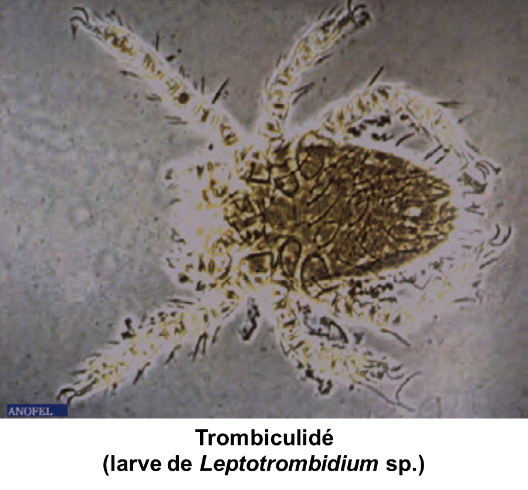 ANOFEL
Trombiculidé
(larve de Leptotrombidium sp.)